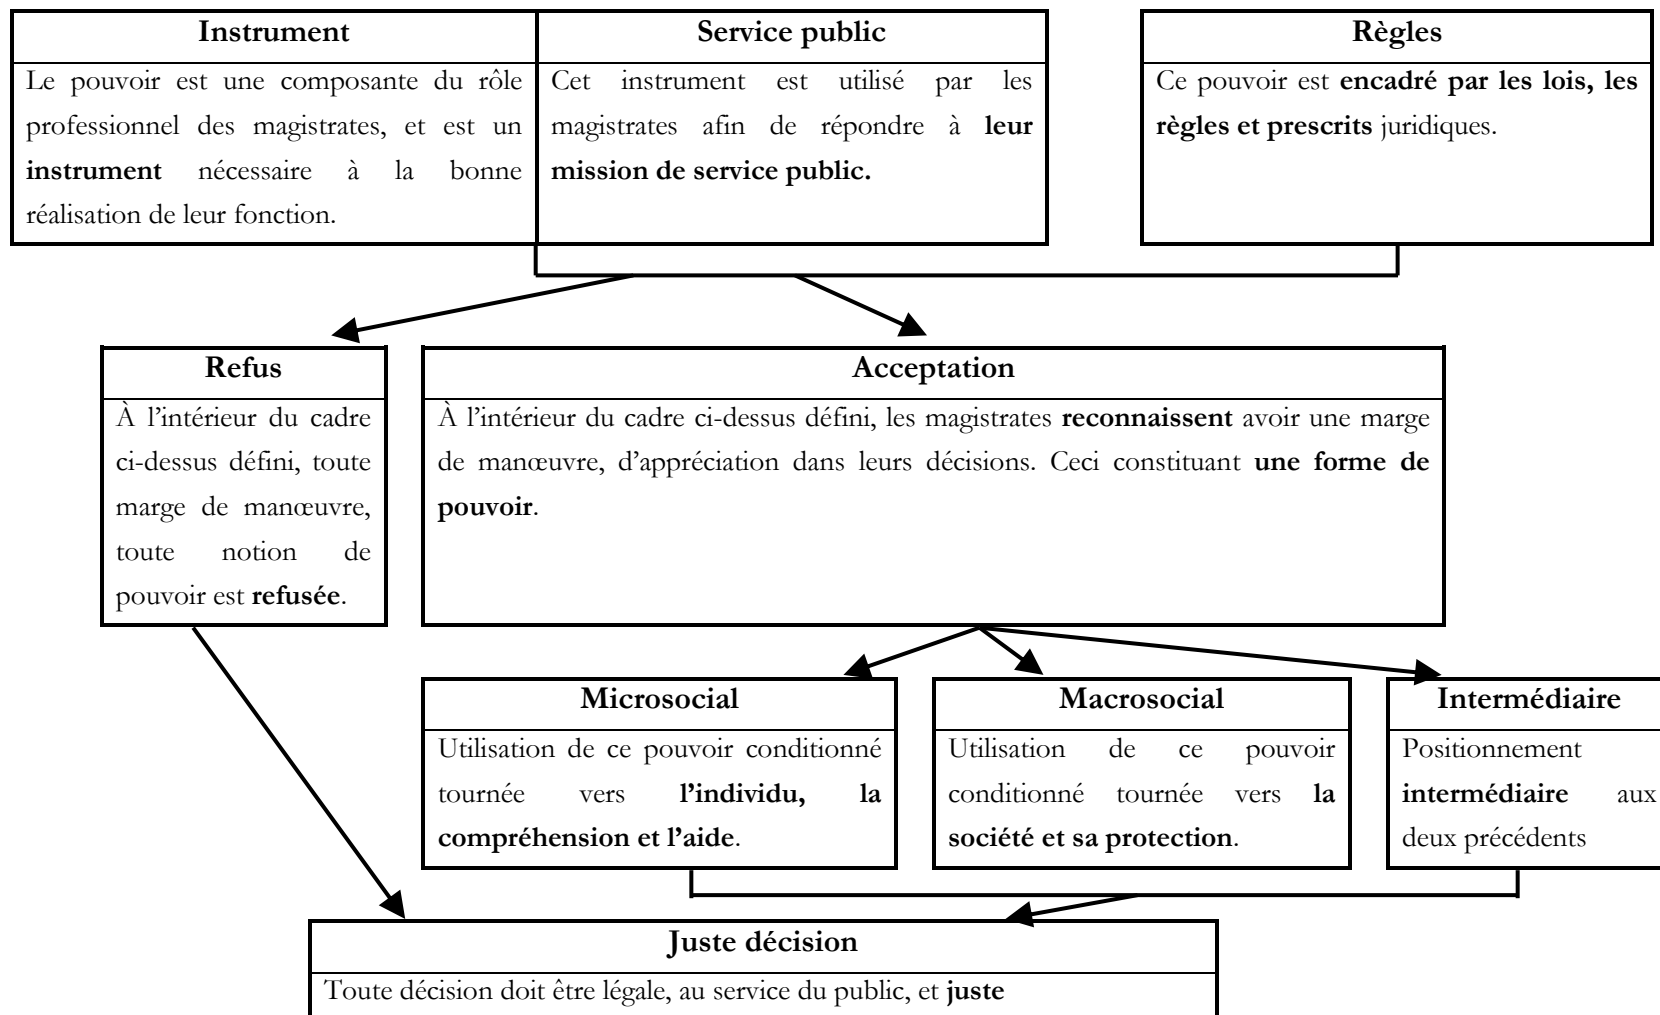 Instrument
Le pouvoir est une composante du rôle
professionnel des magistrates, et est un
instrument nécessaire à la bonne
réalisation de leur fonction.
Service public
Cet instrument est utilisé par les
magistrates afin de répondre à leur
mission de service public.
Règles
Ce pouvoir est encadré par les lois, les
règles et prescrits juridiques.
Refus
À l’intérieur du cadre
ci-dessus défini, toute
marge de manœuvre,
toute notion de
pouvoir est refusée.
Acceptation
À l’intérieur du cadre ci-dessus défini, les magistrates reconnaissent avoir une marge
de manœuvre, d’appréciation dans leurs décisions. Ceci constituant une forme de
pouvoir.
Microsocial
Utilisation de ce pouvoir conditionné
tournée vers l’individu, la
compréhension et l’aide.
Macrosocial
Utilisation de ce pouvoir
conditionné tournée vers la
société et sa protection.
Intermédiaire
Positionnement
intermédiaire aux
deux précédents
Juste décision
Toute décision doit être légale, au service du public, et juste